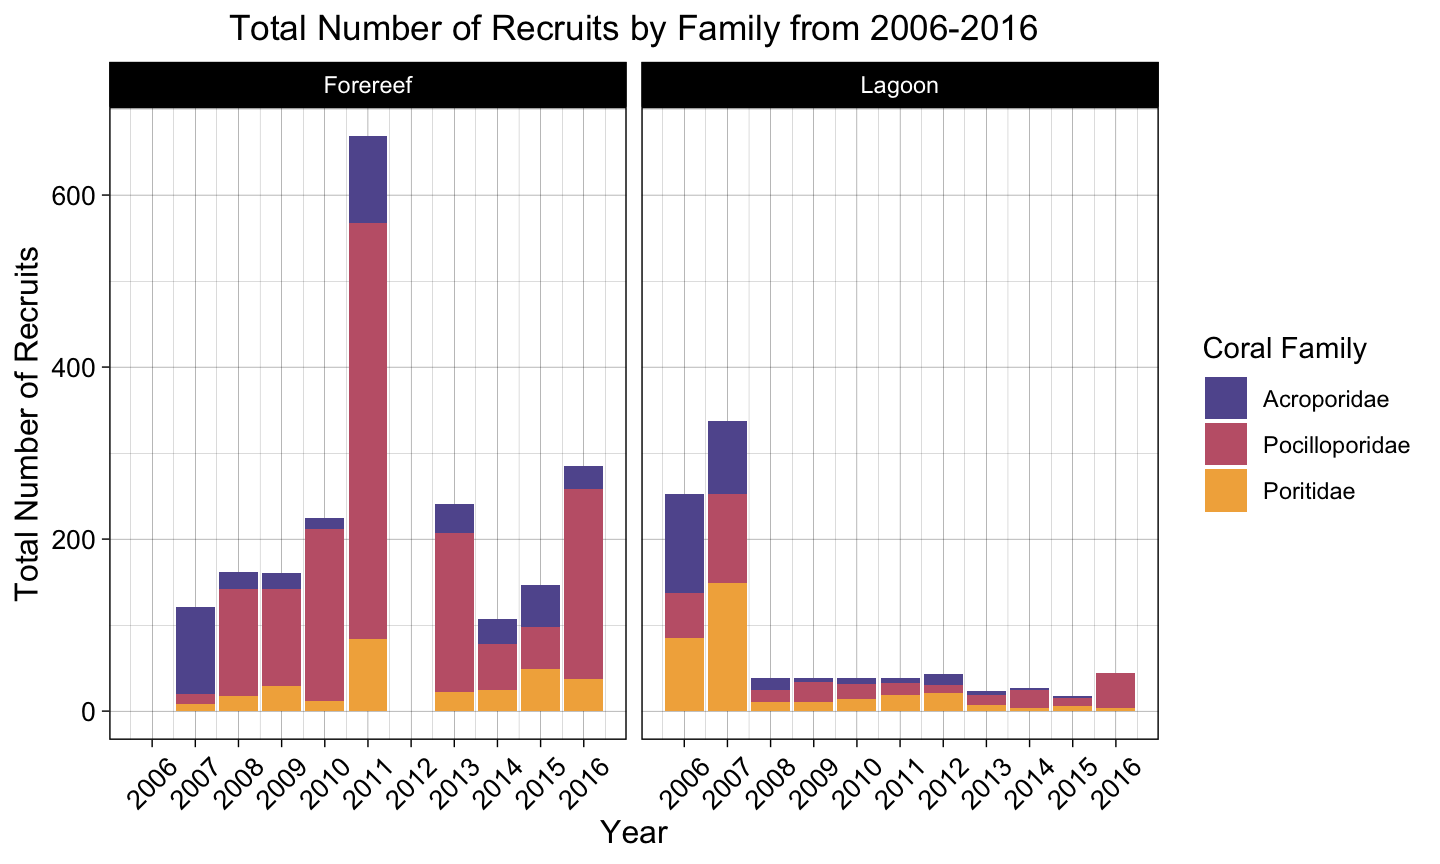 Total Number of Recruits by Family from 2006-2016
Forereef
Lagoon
Total Number of Recruits
600
400
200
0
2006 2007 2008 2009 2010 2011 2012 2013 2014 2015 2016
2006 2007 2008 2009 2010 2011 2012 2013 2014 2015 2016
Year
Coral Family
Acroporidae
Pocilloporidae
Poritidae